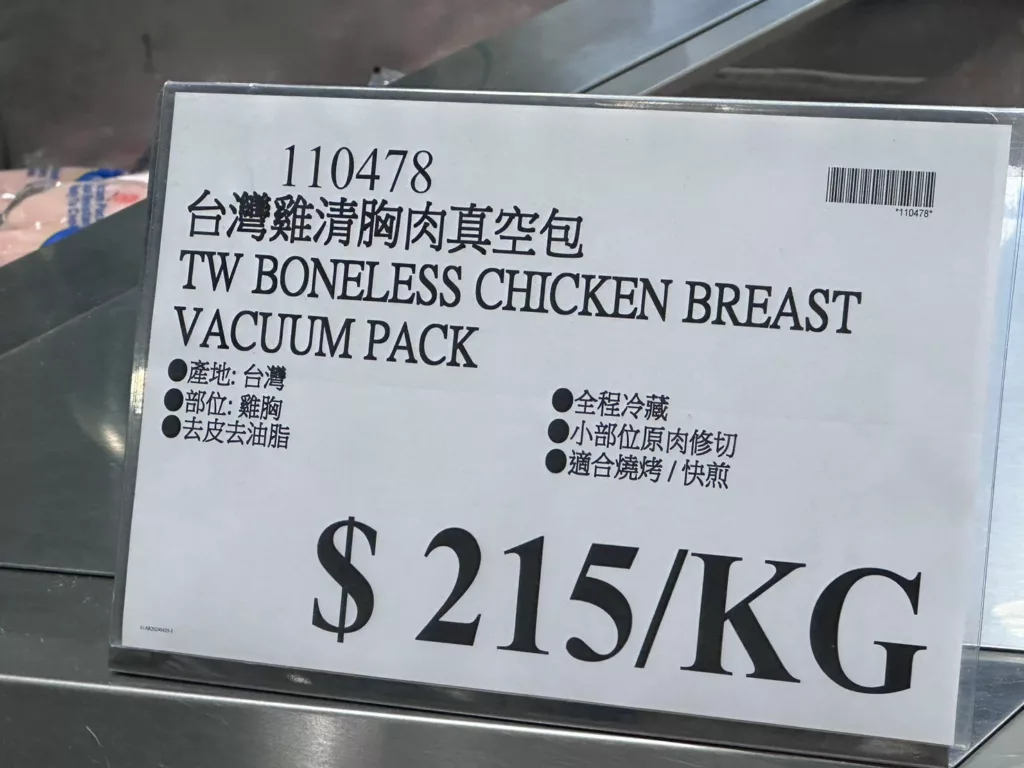 110478
*110478*
台灣雞清胸肉真空包
TW BONELESS CHICKEN BREAST
VACUUM PACK
●產地: 台灣
●部位: 雞胸
●去皮去油脂
●全程冷藏
●小部位原肉修切
●適合燒烤 / 快煎
$ 215/KG